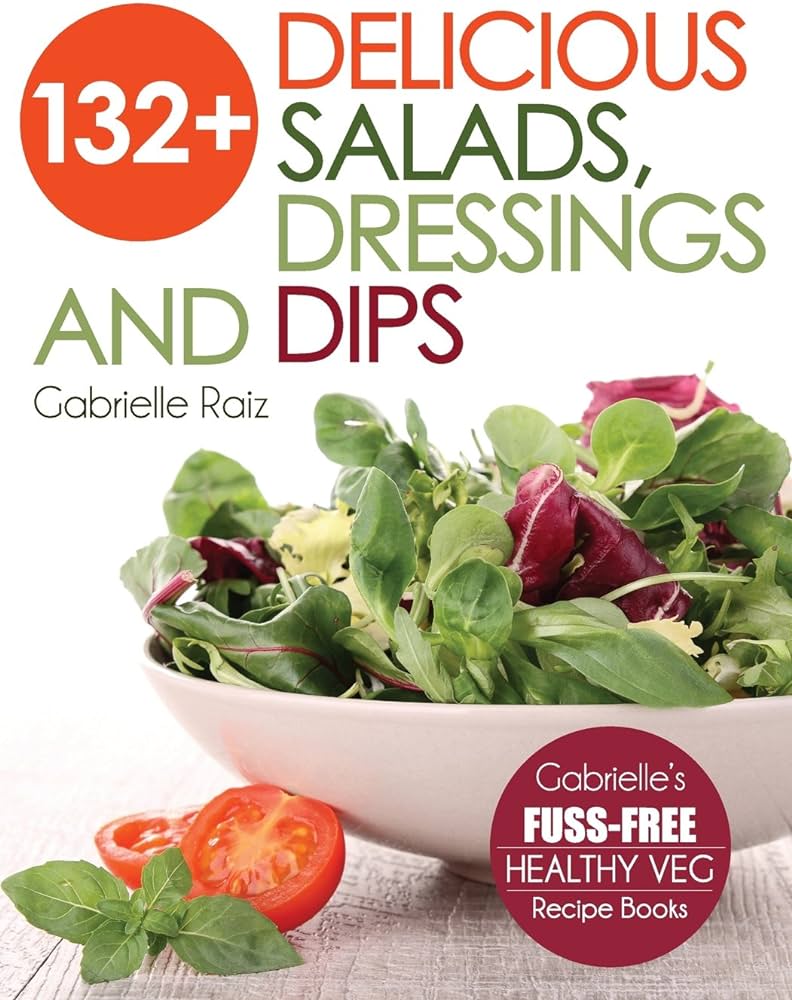 132+
DELICIOUS
SALADS,
DRESSINGS
AND DIPS
Gabrielle Raiz
Gabrielle's
FUSS-FREE
HEALTHY VEG
Recipe Books